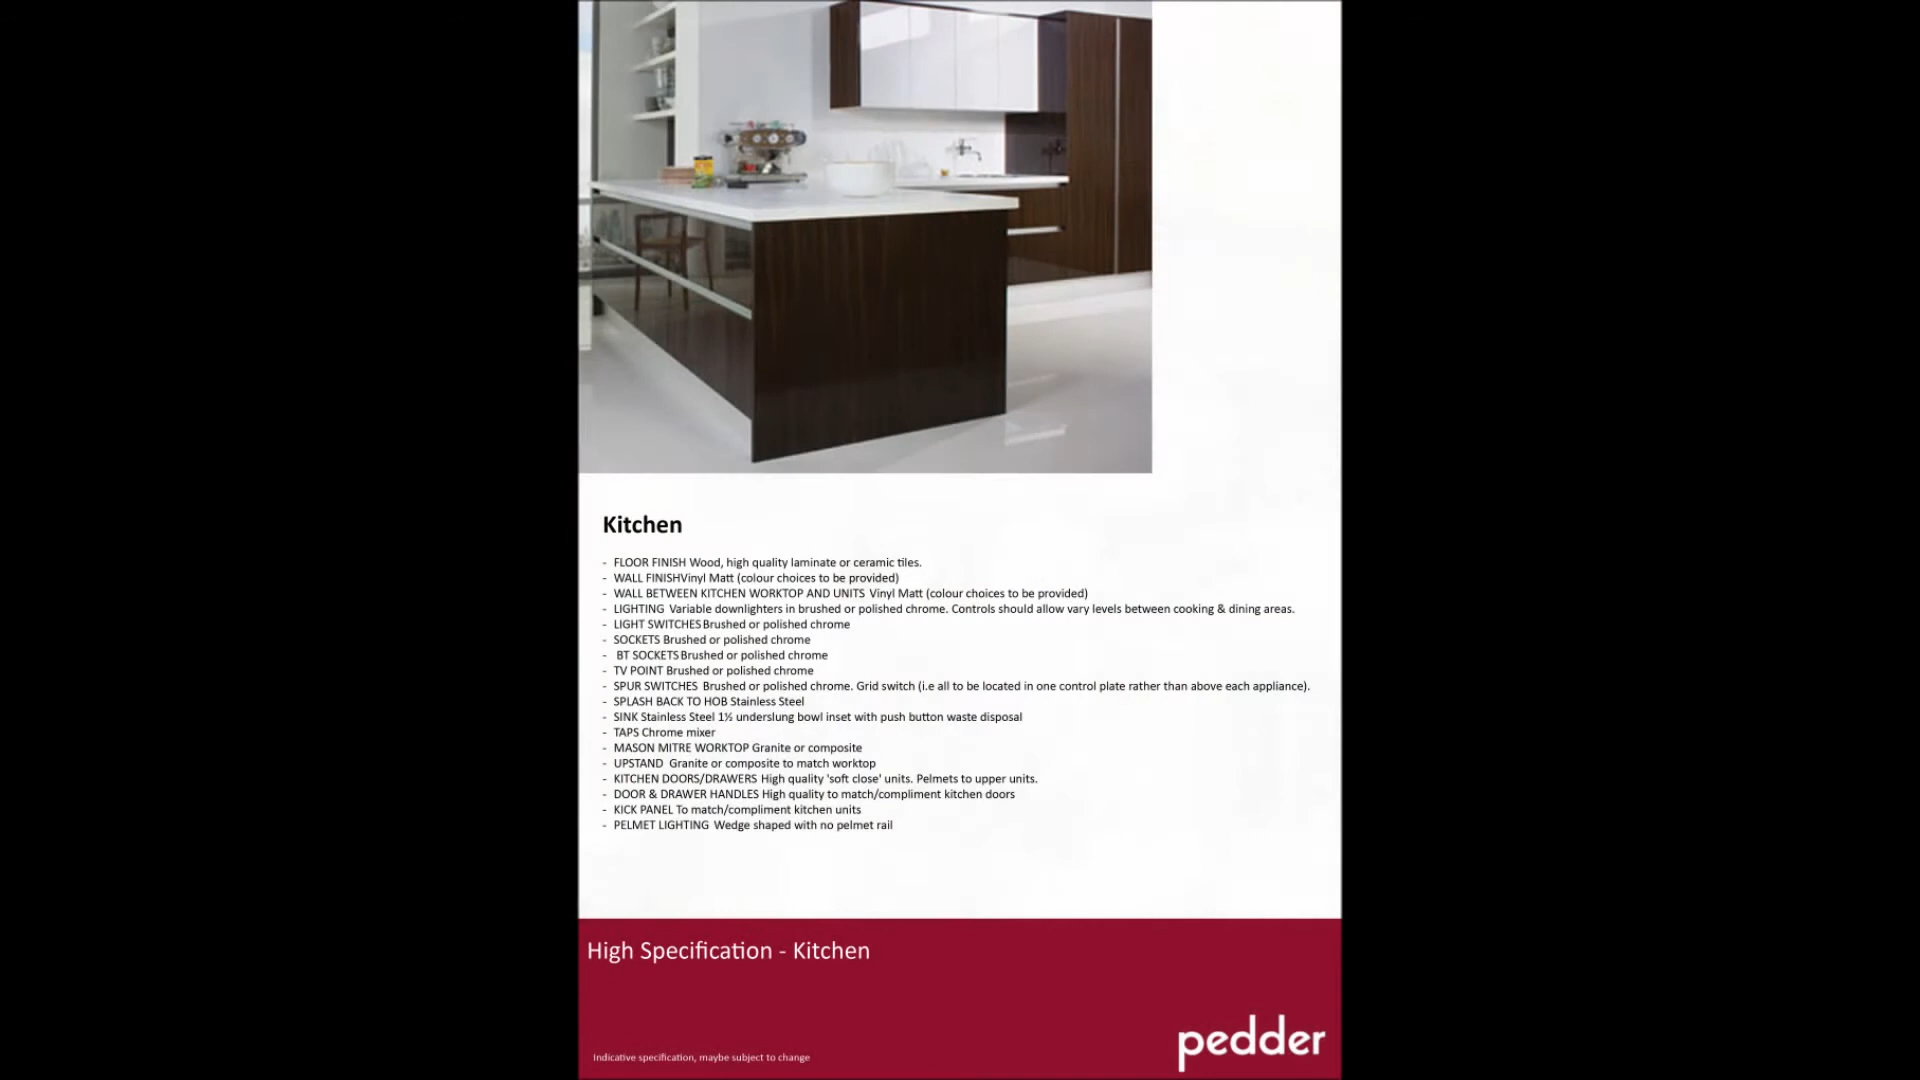 Kitchen
- FLOOR FINISH Wood, high quality laminate or ceramic tiles.
- WALL FINISHVinyl Matt (colour choices to be provided)
- WALL BETWEEN KITCHEN WORKTOP AND UNITS Vinyl Matt (colour choices to be provided)
- LIGHTING Variable downlighters in brushed or polished chrome. Controls should allow vary levels between cooking & dining areas.
- LIGHT SWITCHES Brushed or polished chrome
- SOCKETS Brushed or polished chrome
- BT SOCKETS Brushed or polished chrome
- TV POINT Brushed or polished chrome
- SPUR SWITCHES Brushed or polished chrome. Grid switch (i.e all to be located in one control plate rather than above each appliance).
- SPLASH BACK TO HOB Stainless Steel
- SINK Stainless Steel 1½ underslung bowl inset with push button waste disposal
- TAPS Chrome mixer
- MASON MITRE WORKTOP Granite or composite
- UPSTAND Granite or composite to match worktop
- KITCHEN DOORS/DRAWERS High quality 'soft close' units. Pelmets to upper units.
- DOOR & DRAWER HANDLES High quality to match/compliment kitchen doors
- KICK PANEL To match/compliment kitchen units
- PELMET LIGHTING Wedge shaped with no pelmet rail
High Specification - Kitchen
pedder
Indicative specification, maybe subject to change